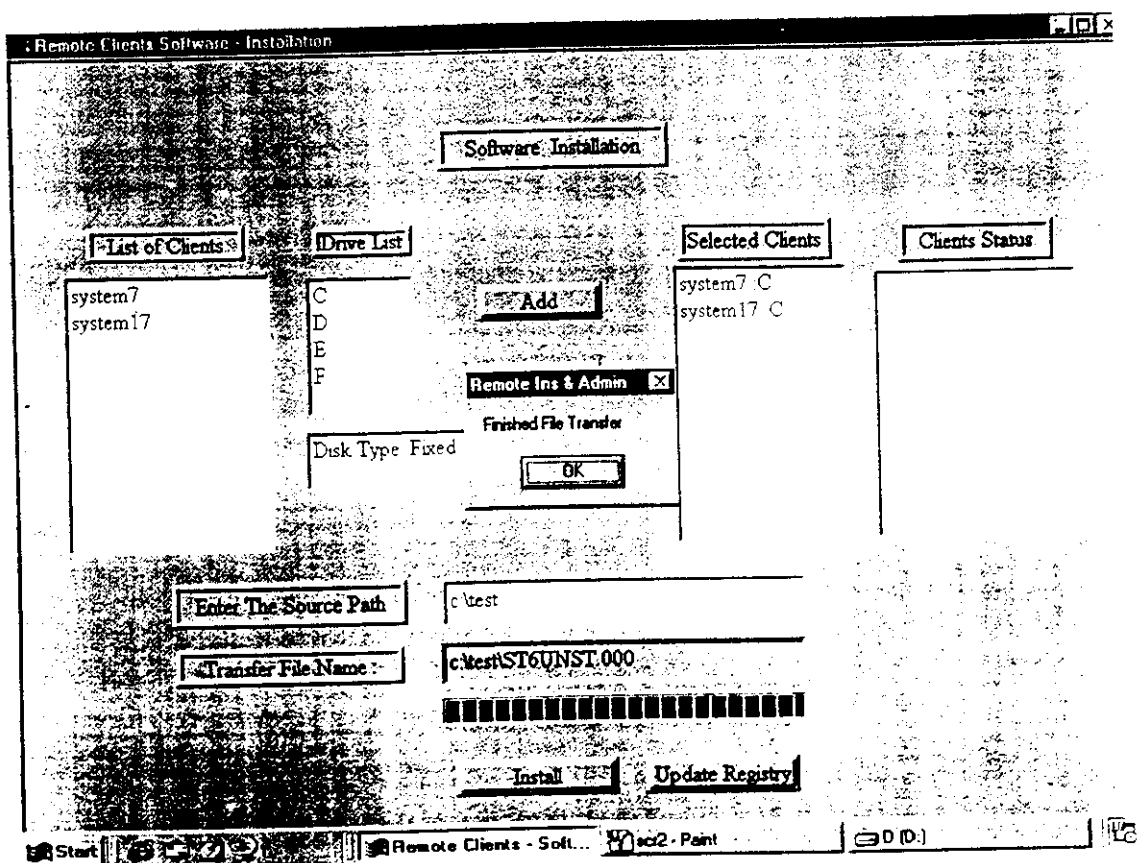 Remote Clients Software - Installation
Software Installation
List of Clients
Drive List
Selected Clients
Clients Status
system7
system17
C
D
E
F
Add
system7 C
system17 C
Remote Ins & Admin
Finished File Transfer
OK
Disk Type Fixed
Enter The Source Path
c:\test
Transfer File Name :
c:\test\ST6UNST.000
Install
Update Registry
Start
Remote Clients - Soft...
scr2 - Paint
D (D:)